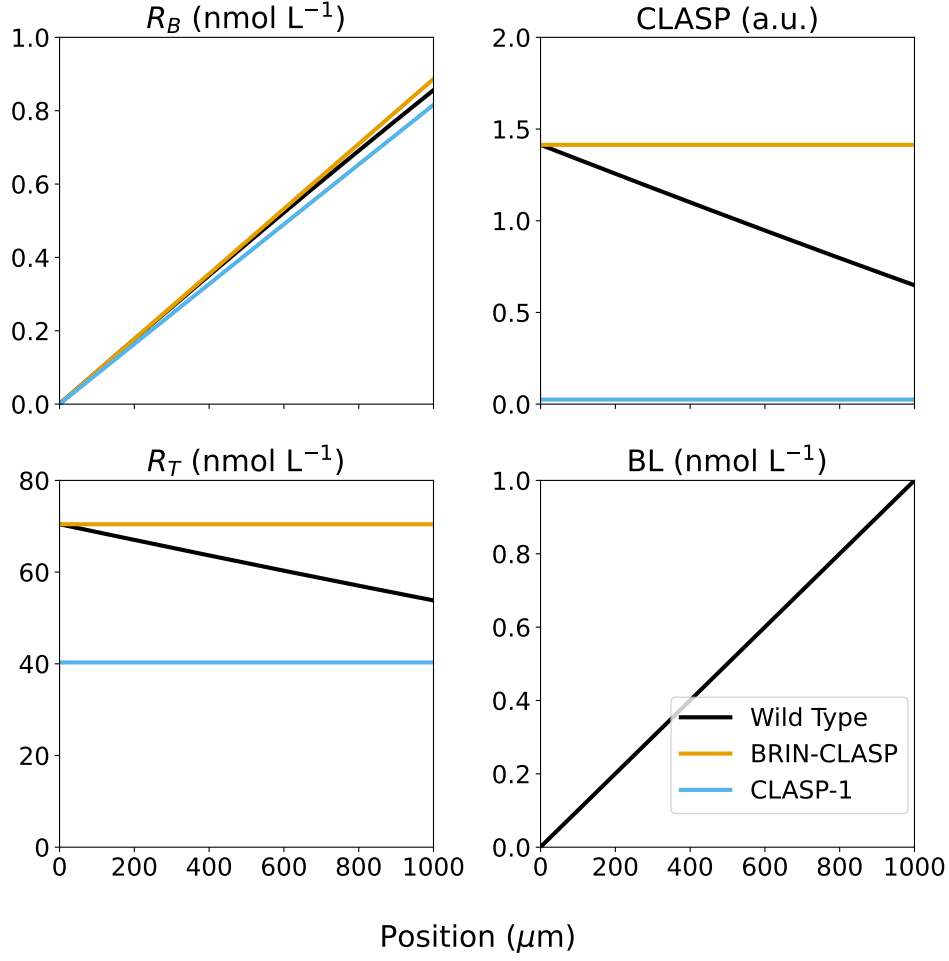 R_B (nmol L⁻¹)
1.0
0.8
0.6
0.4
0.2
0.0
CLASP (a.u.)
2.0
1.5
1.0
0.5
0.0
R_T (nmol L⁻¹)
80
60
40
20
0
0 200 400 600 800 1000
BL (nmol L⁻¹)
1.0
0.8
0.6
0.4
0.2
0.0
Wild Type
BRIN-CLASP
CLASP-1
0 200 400 600 800 1000
Position (μm)